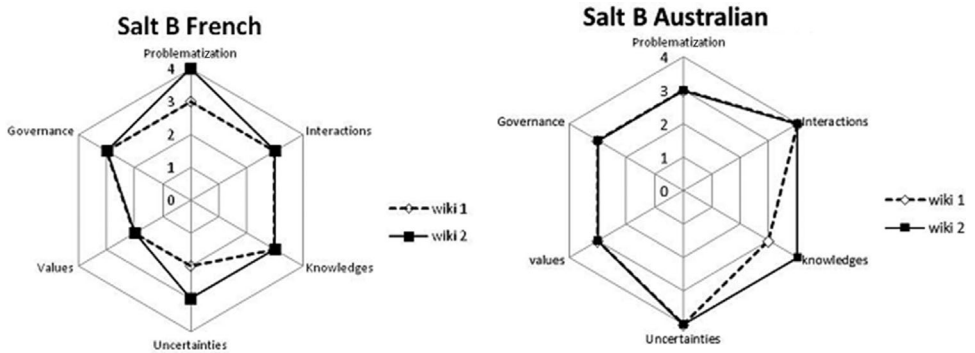 Salt B French
Problematization
4
3
2
1
0
Governance
Interactions
Values
Knowledges
Uncertainties
wiki 1
wiki 2
Salt B Australian
Problematization
4
3
2
1
0
Governance
Interactions
values
knowledges
Uncertainties
wiki 1
wiki 2